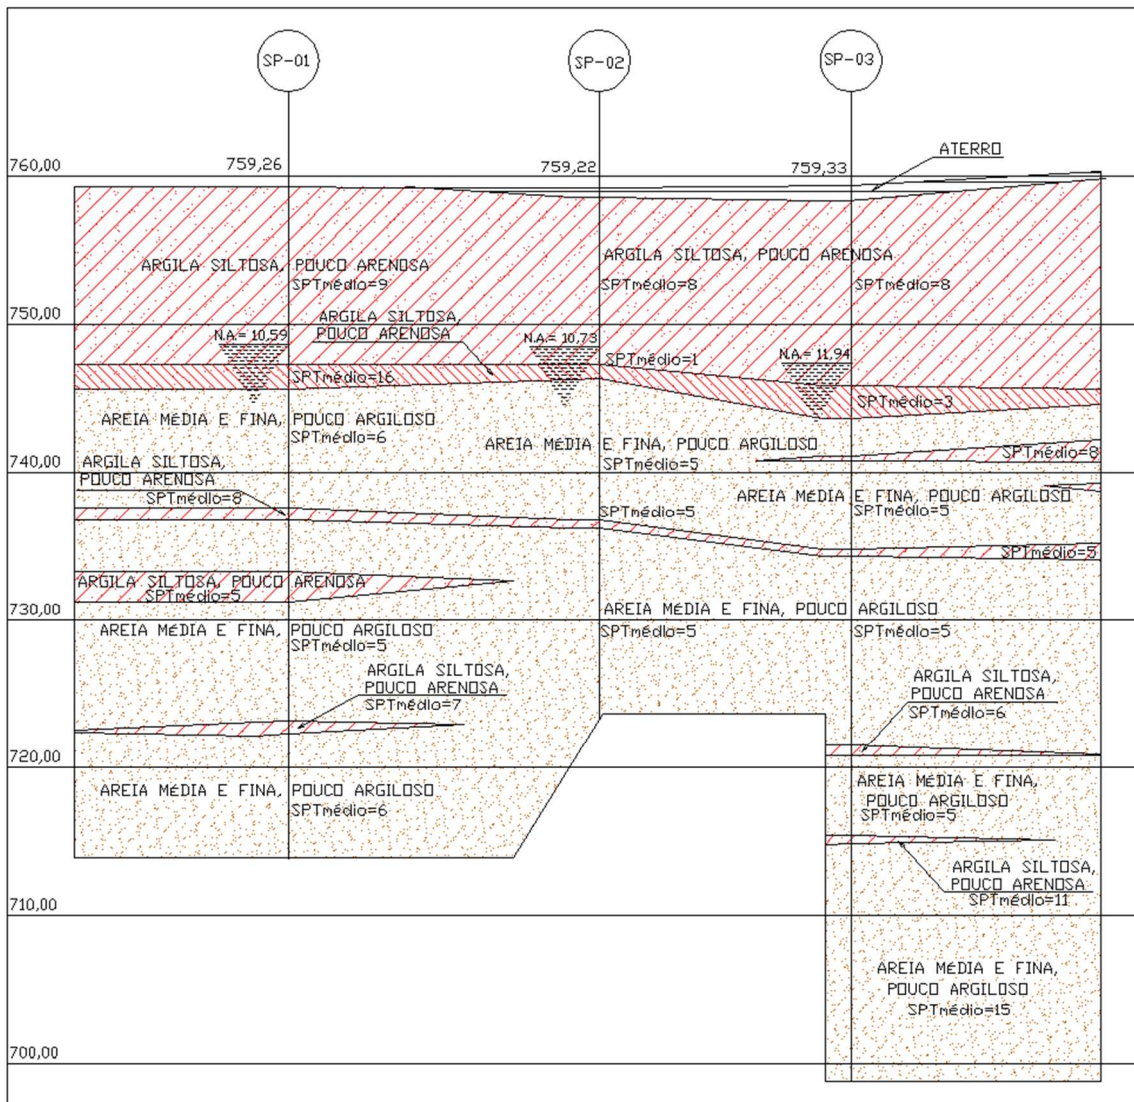 SP-01
SP-02
SP-03
759,26
759,22
759,33
ATERRO
760,00
ARGILA SILTOSA, POUCO ARENOSA
SPTmédio=9
ARGILA SILTOSA, POUCO ARENOSA
SPTmédio=8
SPTmédio=8
750,00
ARGILA SILTOSA,
POUCO ARENOSA
N.A.= 10,59
N.A.= 10,73
N.A.= 11,94
SPTmédio=1
SPTmédio=16
SPTmédio=3
AREIA MÉDIA E FINA, POUCO ARGILOSO
SPTmédio=6
AREIA MÉDIA E FINA, POUCO ARGILOSO
SPTmédio=5
SPTmédio=8
740,00
ARGILA SILTOSA,
POUCO ARENOSA
SPTmédio=8
AREIA MÉDIA E FINA, POUCO ARGILOSO
SPTmédio=5
SPTmédio=5
SPTmédio=5
ARGILA SILTOSA, POUCO ARENOSA
SPTmédio=5
730,00
AREIA MÉDIA E FINA, POUCO ARGILOSO
SPTmédio=5
SPTmédio=5
AREIA MÉDIA E FINA, POUCO ARGILOSO
SPTmédio=5
ARGILA SILTOSA,
POUCO ARENOSA
SPTmédio=7
ARGILA SILTOSA,
POUCO ARENOSA
SPTmédio=6
720,00
AREIA MÉDIA E FINA, POUCO ARGILOSO
SPTmédio=6
AREIA MÉDIA E FINA,
POUCO ARGILOSO
SPTmédio=5
ARGILA SILTOSA,
POUCO ARENOSA
SPTmédio=11
710,00
AREIA MÉDIA E FINA,
POUCO ARGILOSO
SPTmédio=15
700,00